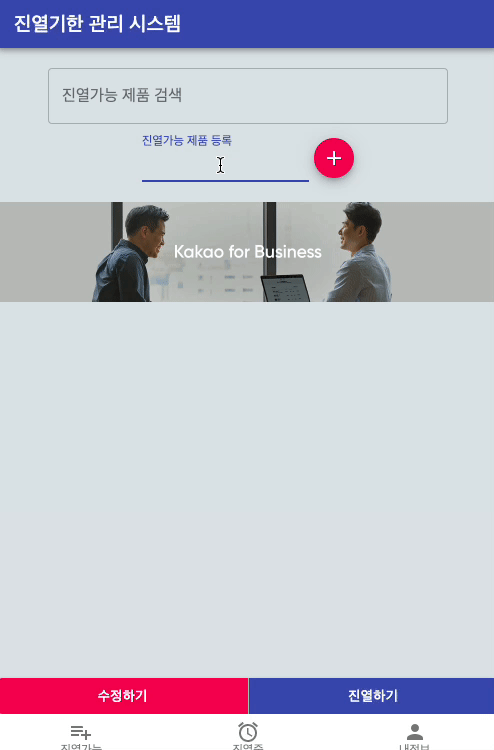 진열기한 관리 시스템
진열가능 제품 검색
진열가능 제품 등록
Kakao for Business
수정하기
진열하기
진열가능
진열중
내정보